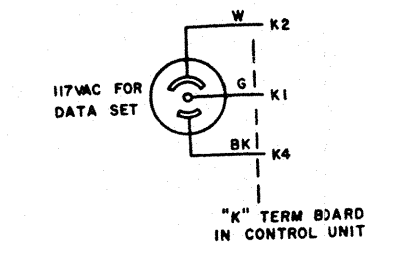 W
K2
117VAC FOR
DATA SET
G
K1
BK
K4
"K" TERM BOARD
IN CONTROL UNIT